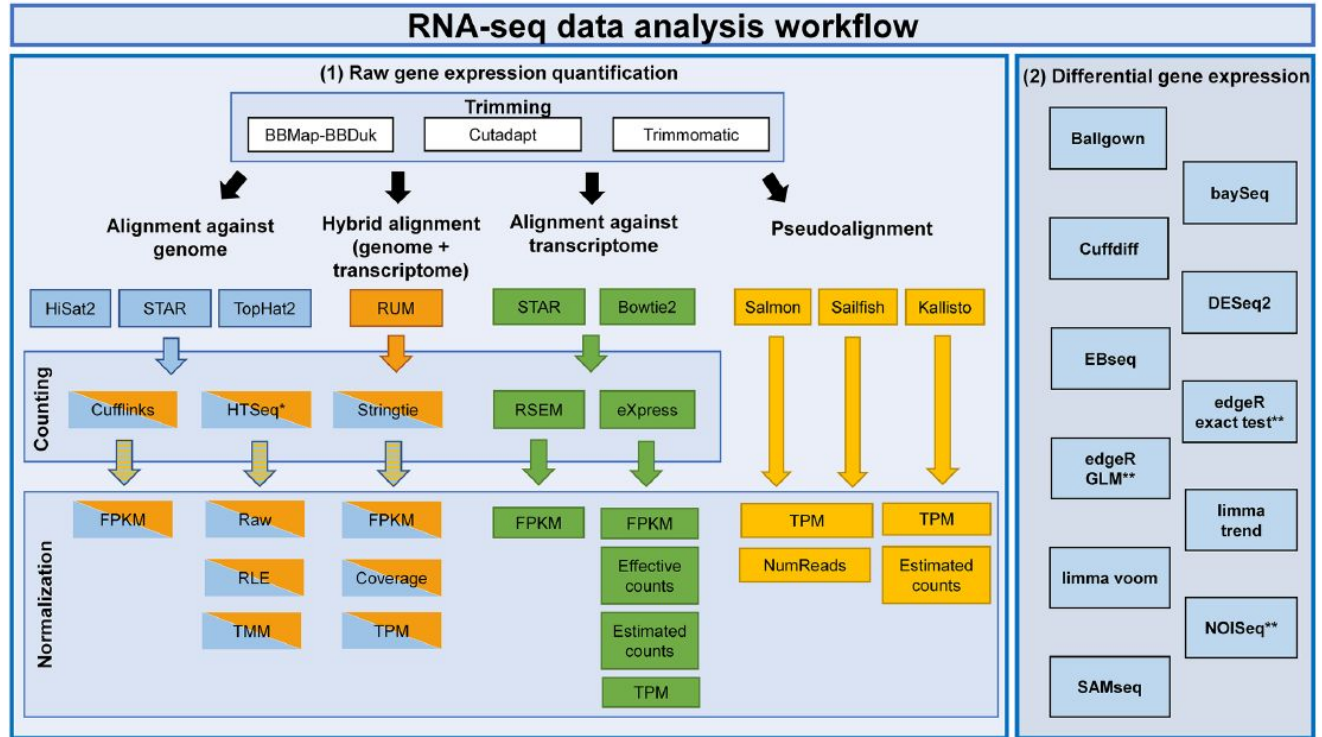 RNA-seq data analysis workflow
(1) Raw gene expression quantification
Trimming
BBMap-BBDuk
Cutadapt
Trimmomatic
Alignment against
genome
Hybrid alignment
(genome +
transcriptome)
Alignment against
transcriptome
Pseudoalignment
HiSat2
STAR
TopHat2
RUM
STAR
Bowtie2
Salmon
Sailfish
Kallisto
Counting
Cufflinks
HTSeq*
Stringtie
RSEM
eXpress
Normalization
FPKM
Raw
RLE
TMM
FPKM
Coverage
TPM
FPKM
FPKM
Effective
counts
Estimated
counts
TPM
TPM
NumReads
TPM
Estimated
counts
(2) Differential gene expression
Ballgown
baySeq
Cuffdiff
DESeq2
EBseq
edgeR
exact test**
edgeR
GLM**
limma
trend
limma voom
NOISeq**
SAMseq